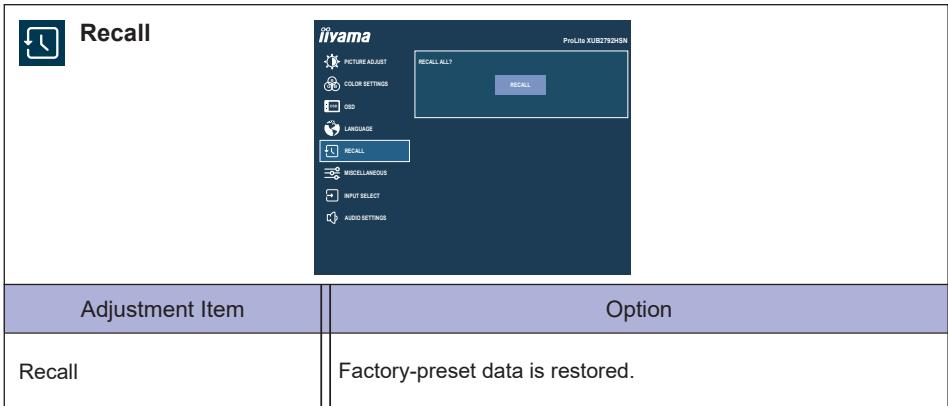 Recall
iiyama
ProLite XUB2792HSN
PICTURE ADJUST
COLOR SETTINGS
OSD
OSD
LANGUAGE
RECALL
MISCELLANEOUS
INPUT SELECT
AUDIO SETTINGS
RECALL ALL?
RECALL
Adjustment Item
Option
Recall
Factory-preset data is restored.